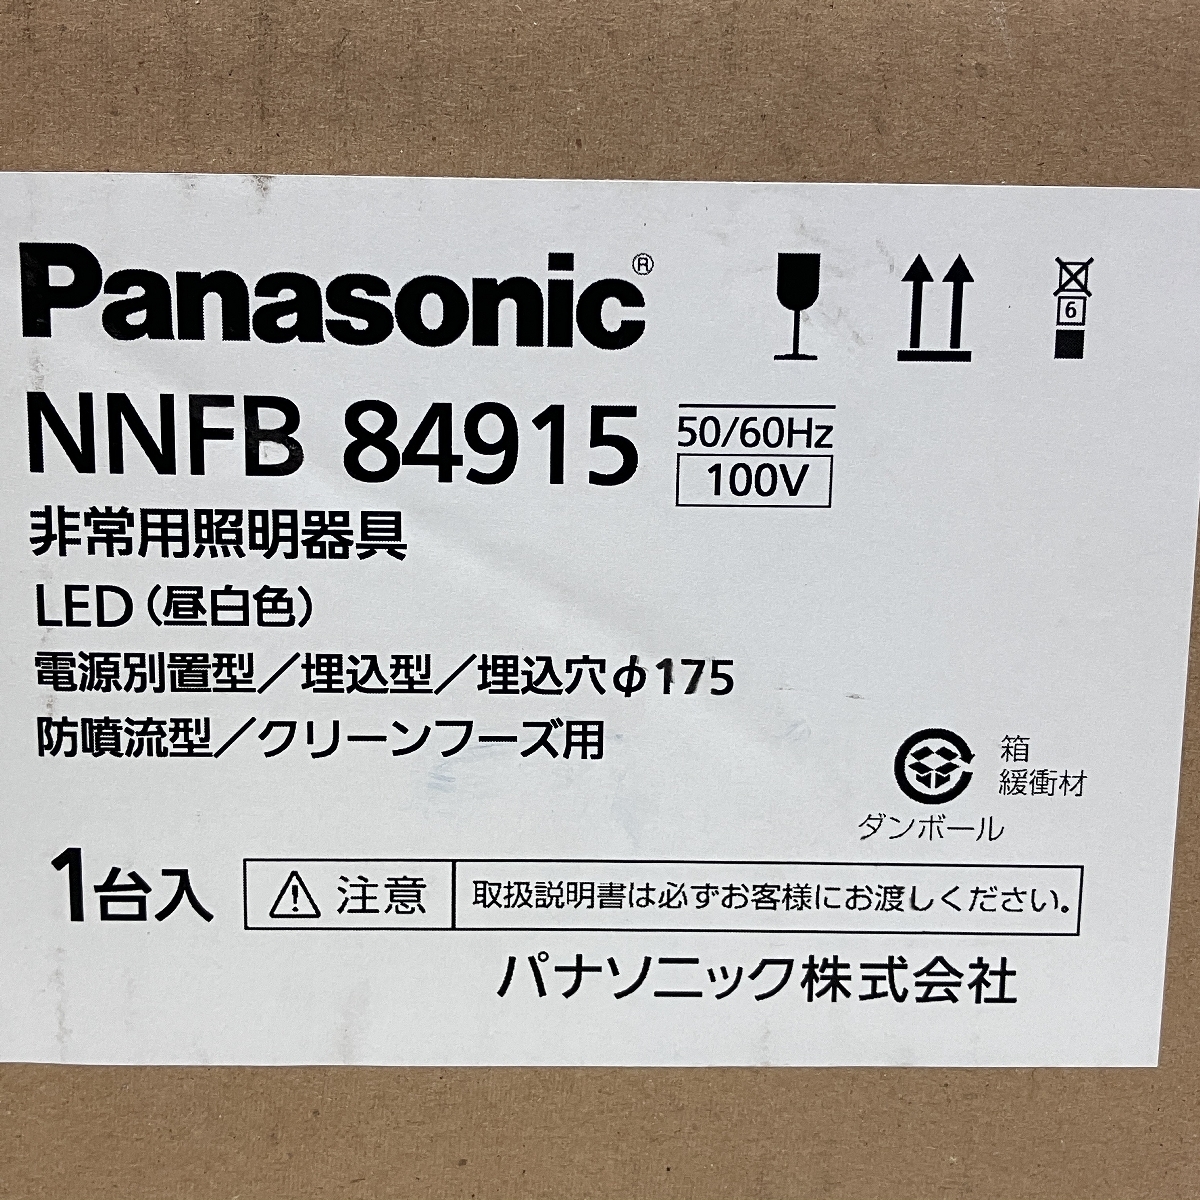 Panasonic®
6
NNFB 84915
50/60Hz
100V
非常用照明器具
LED（昼白色）
電源別置型／埋込型／埋込穴φ175
防噴流型／クリーンフーズ用
箱
緩衝材
ダンボール
1台入
注意
取扱説明書は必ずお客様にお渡しください。
パナソニック株式会社